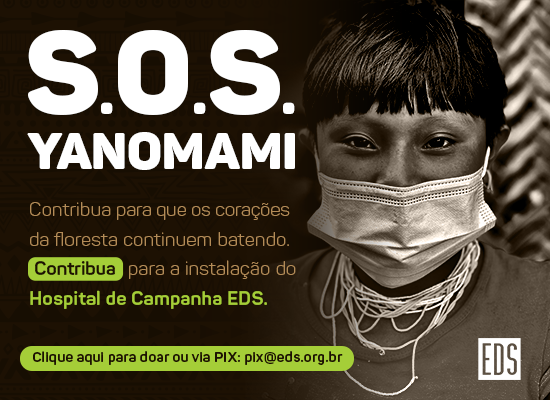 S.O.S.
YANOMAMI
Contribua para que os corações
da floresta continuem batendo.
Contribua para a instalação do
Hospital de Campanha EDS.
Clique aqui para doar ou via PIX: pix@eds.org.br
EDS